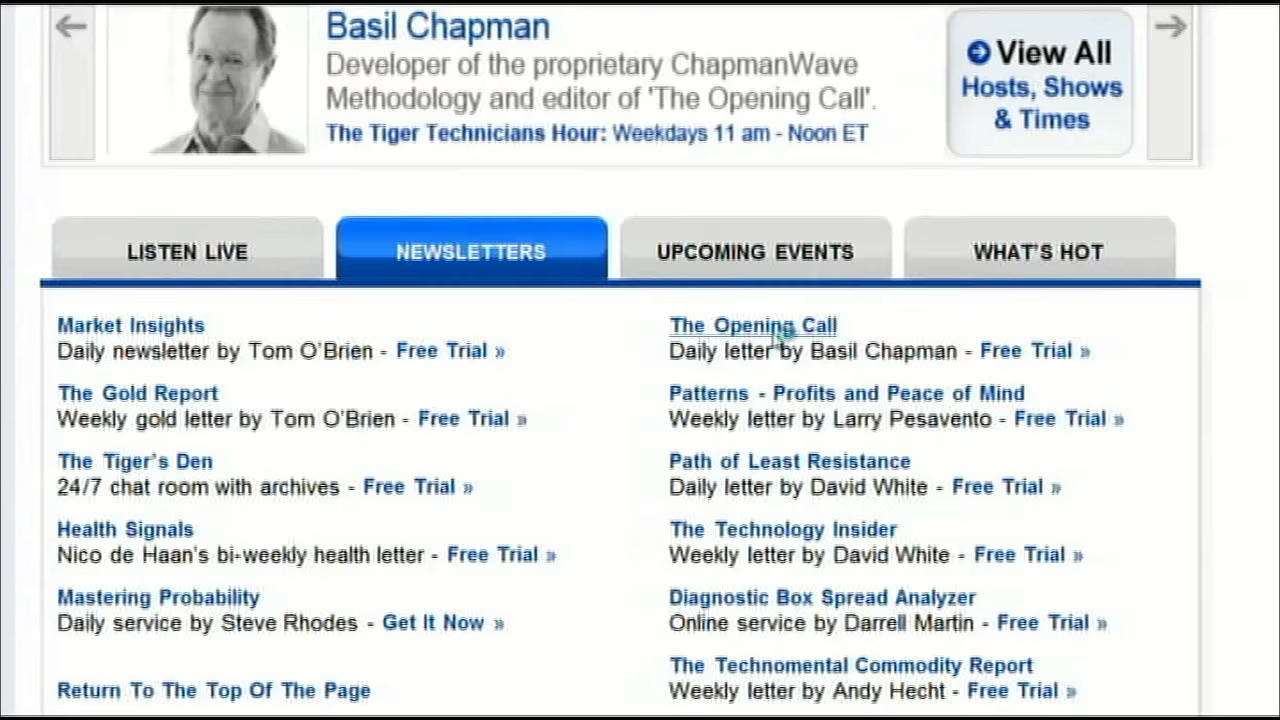 Basil Chapman
Developer of the proprietary ChapmanWave
Methodology and editor of 'The Opening Call'.
The Tiger Technicians Hour: Weekdays 11 am - Noon ET
View All
Hosts, Shows
& Times
LISTEN LIVE
NEWSLETTERS
UPCOMING EVENTS
WHAT'S HOT
Market Insights
Daily newsletter by Tom O'Brien - Free Trial »
The Gold Report
Weekly gold letter by Tom O'Brien - Free Trial »
The Tiger's Den
24/7 chat room with archives - Free Trial »
Health Signals
Nico de Haan's bi-weekly health letter - Free Trial »
Mastering Probability
Daily service by Steve Rhodes - Get It Now »
Return To The Top Of The Page
The Opening Call
Daily letter by Basil Chapman - Free Trial »
Patterns - Profits and Peace of Mind
Weekly letter by Larry Pesavento - Free Trial »
Path of Least Resistance
Daily letter by David White - Free Trial »
The Technology Insider
Weekly letter by David White - Free Trial »
Diagnostic Box Spread Analyzer
Online service by Darrell Martin - Free Trial »
The Technomental Commodity Report
Weekly letter by Andy Hecht - Free Trial »